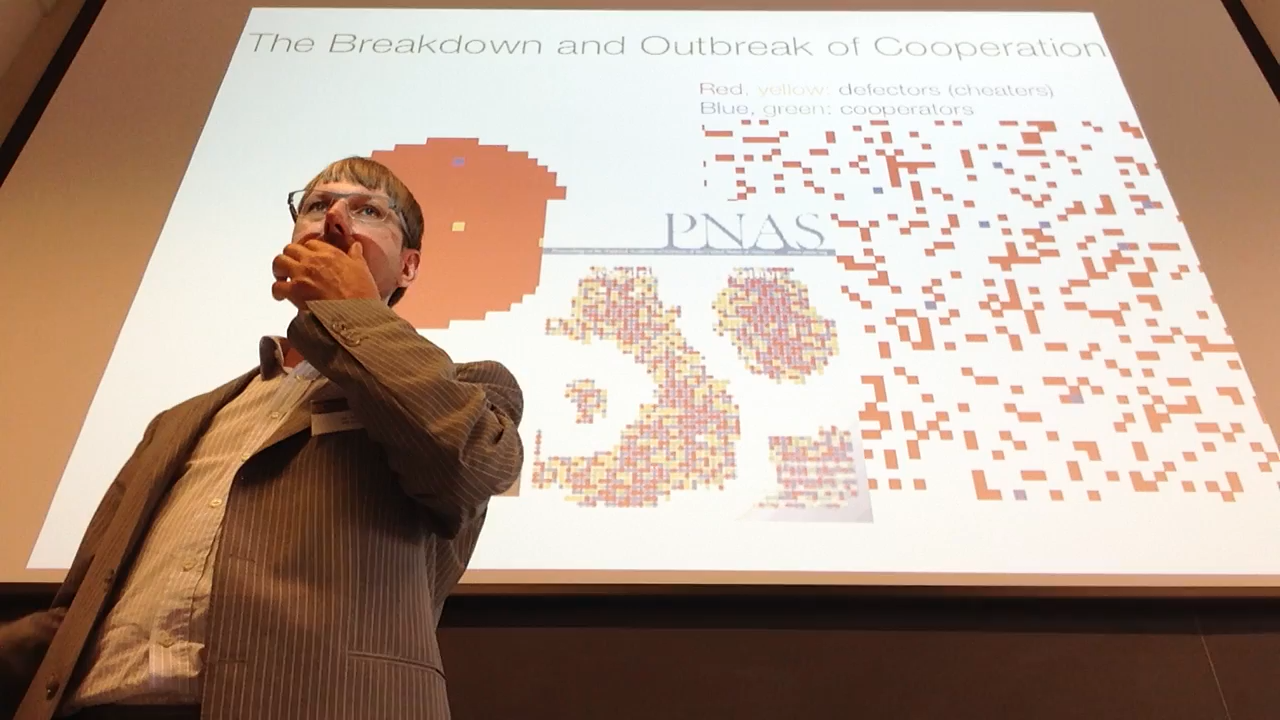 The Breakdown and Outbreak of Cooperation
Red, yellow: defectors (cheaters)
Blue, green: cooperators
PNAS